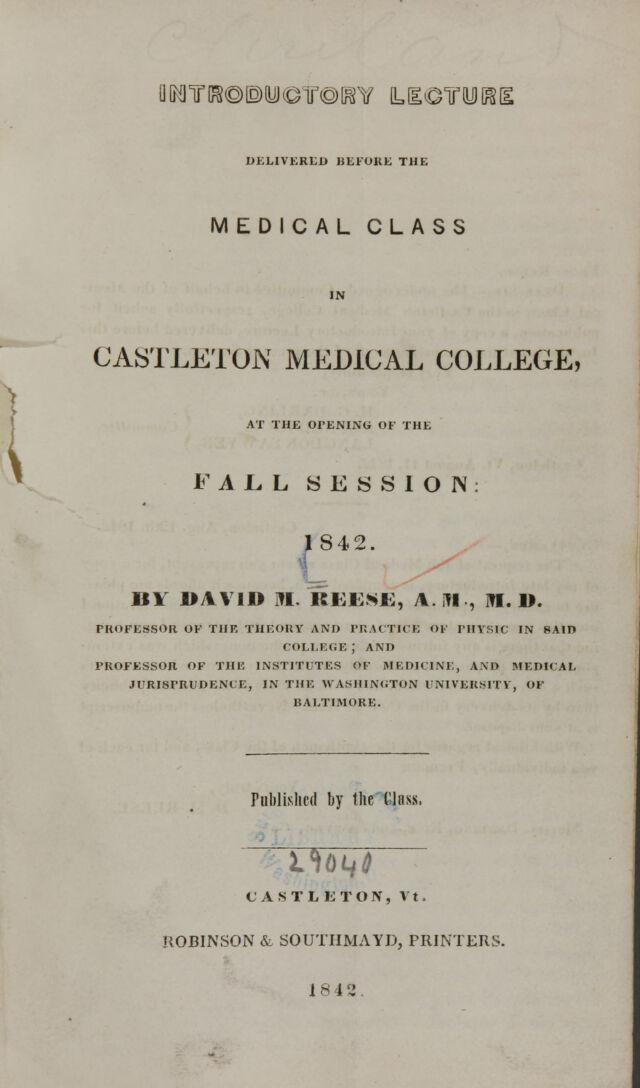 INTRODUCTORY LECTURE
DELIVERED BEFORE THE
MEDICAL CLASS
IN
CASTLETON MEDICAL COLLEGE,
AT THE OPENING OF THE
FALL SESSION:
1842.
BY DAVID M. REESE, A. M., M. D.
PROFESSOR OF THE THEORY AND PRACTICE OF PHYSIC IN SAID
COLLEGE; AND
PROFESSOR OF THE INSTITUTES OF MEDICINE, AND MEDICAL
JURISPRUDENCE, IN THE WASHINGTON UNIVERSITY, OF
BALTIMORE.
Published by the Class.
29040
CASTLETON, Vt.
ROBINSON & SOUTHMAYD, PRINTERS.
1842.